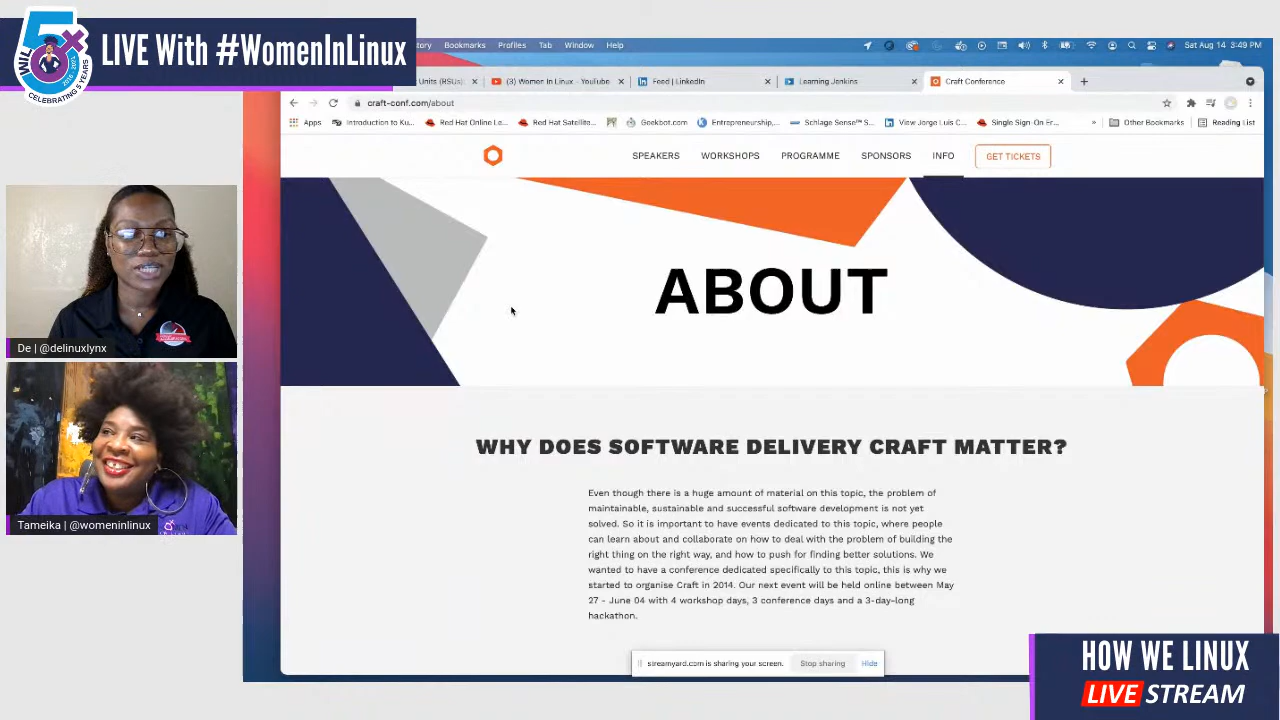 LIVE With #WomenInLinux
CELEBRATING 5 YEARS
Bookmarks Profiles Tab Window Help
Sat Aug 14 3:49 PM
Units (RSUs):
(3) Women In Linux - YouTube
Feed | LinkedIn
Learning Jenkins
Craft Conference
craft-conf.com/about
Apps
Introduction to Ku...
Red Hat Online Le...
Red Hat Satellite...
Geekbot.com
Entrepreneurship,...
Schlage Sense™ S...
View Jorge Luis C...
Single Sign-On Er...
Other Bookmarks
Reading List
SPEAKERS WORKSHOPS PROGRAMME SPONSORS INFO GET TICKETS
ABOUT
WHY DOES SOFTWARE DELIVERY CRAFT MATTER?
Even though there is a huge amount of material on this topic, the problem of
maintainable, sustainable and successful software development is not yet
solved. So it is important to have events dedicated to this topic, where people
can learn about and collaborate on how to deal with the problem of building the
right thing on the right way, and how to push for finding better solutions. We
wanted to have a conference dedicated specifically to this topic, this is why we
started to organise Craft in 2014. Our next event will be held online between May
27 - June 04 with 4 workshop days, 3 conference days and a 3-day-long
hackathon.
streamyard.com is sharing your screen. Stop sharing Hide
De | @delinuxlynx
Tameika | @womeninlinux
HOW WE LINUX
LIVE STREAM